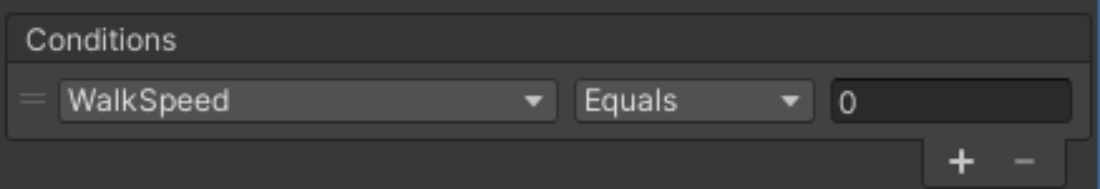 Conditions
WalkSpeed Equals 0
+ −